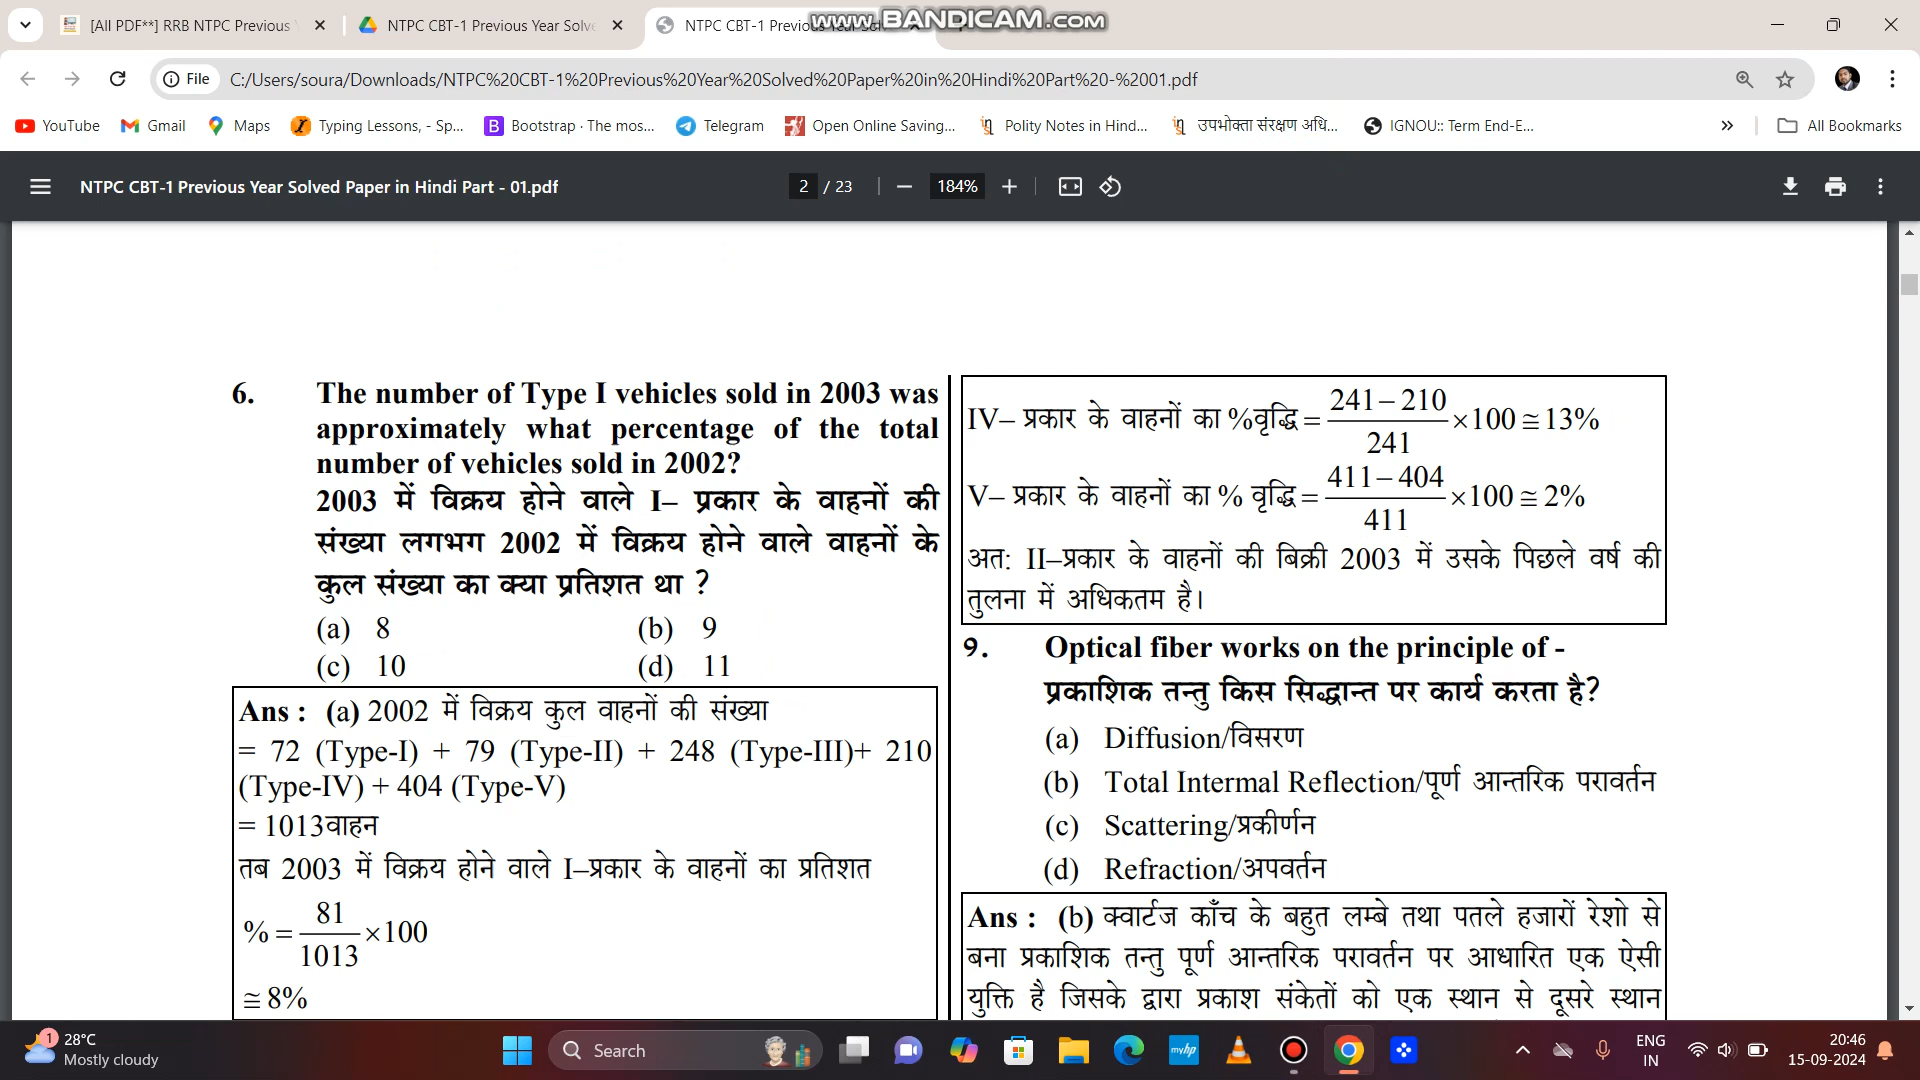 [All PDF**] RRB NTPC Previous
NTPC CBT-1 Previous Year Solve
NTPC CBT-1 Previous Year Sol
www.BANDICAM.com
File
C:/Users/soura/Downloads/NTPC%20CBT-1%20Previous%20Year%20Solved%20Paper%20in%20Hindi%20Part%20-%2001.pdf
YouTube
Gmail
Maps
Typing Lessons, - Sp...
Bootstrap · The mos...
Telegram
Open Online Saving...
Polity Notes in Hind...
उपभोक्ता संरक्षण अधि...
IGNOU:: Term End-E...
All Bookmarks
NTPC CBT-1 Previous Year Solved Paper in Hindi Part - 01.pdf
2 / 23
184%
6. The number of Type I vehicles sold in 2003 was
approximately what percentage of the total
number of vehicles sold in 2002?
2003 में विक्रय होने वाले I– प्रकार के वाहनों की
संख्या लगभग 2002 में विक्रय होने वाले वाहनों के
कुल संख्या का क्या प्रतिशत था ?
(a) 8 (b) 9
(c) 10 (d) 11
Ans : (a) 2002 में विक्रय कुल वाहनों की संख्या
= 72 (Type-I) + 79 (Type-II) + 248 (Type-III)+ 210
(Type-IV) + 404 (Type-V)
= 1013वाहन
तब 2003 में विक्रय होने वाले I–प्रकार के वाहनों का प्रतिशत
% = 81/1013 ×100
≅ 8%
IV– प्रकार के वाहनों का %वृद्धि = 241 – 210/241 ×100 ≅ 13%
V– प्रकार के वाहनों का % वृद्धि = 411 – 404/411 ×100 ≅ 2%
अत: II–प्रकार के वाहनों की बिक्री 2003 में उसके पिछले वर्ष की
तुलना में अधिकतम है।
9. Optical fiber works on the principle of -
प्रकाशिक तन्तु किस सिद्धान्त पर कार्य करता है?
(a) Diffusion/विसरण
(b) Total Intermal Reflection/पूर्ण आन्तरिक परावर्तन
(c) Scattering/प्रकीर्णन
(d) Refraction/अपवर्तन
Ans : (b) क्वार्टज काँच के बहुत लम्बे तथा पतले हजारों रेशो से
बना प्रकाशिक तन्तु पूर्ण आन्तरिक परावर्तन पर आधारित एक ऐसी
युक्ति है जिसके द्वारा प्रकाश संकेतों को एक स्थान से दूसरे स्थान
1
28°C
Mostly cloudy
Search
myhp
ENG
IN
20:46
15-09-2024